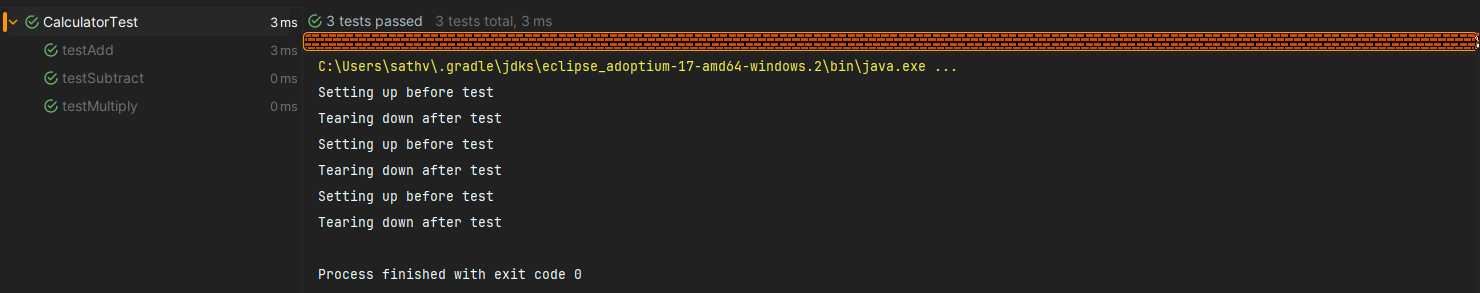 CalculatorTest 3 ms
testAdd 3 ms
testSubtract 0 ms
testMultiply 0 ms
3 tests passed 3 tests total, 3 ms
C:\Users\sathv\.gradle\jdks\eclipse_adoptium-17-amd64-windows.2\bin\java.exe ...
Setting up before test
Tearing down after test
Setting up before test
Tearing down after test
Setting up before test
Tearing down after test
Process finished with exit code 0